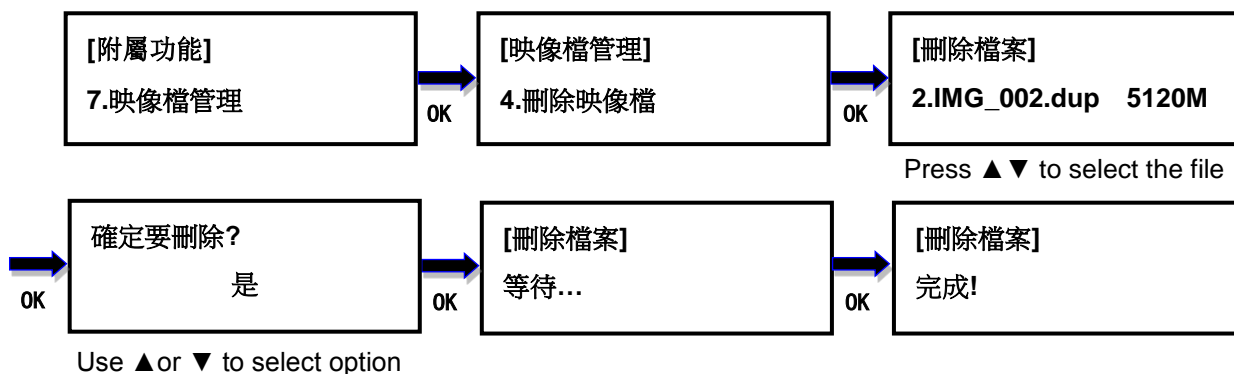 [附屬功能]
7.映像檔管理
OK
[映像檔管理]
4.刪除映像檔
OK
[刪除檔案]
2.IMG_002.dup 5120M
Press ▲▼ to select the file
OK
確定要刪除?
是
Use ▲or ▼ to select option
OK
[刪除檔案]
等待...
OK
[刪除檔案]
完成!